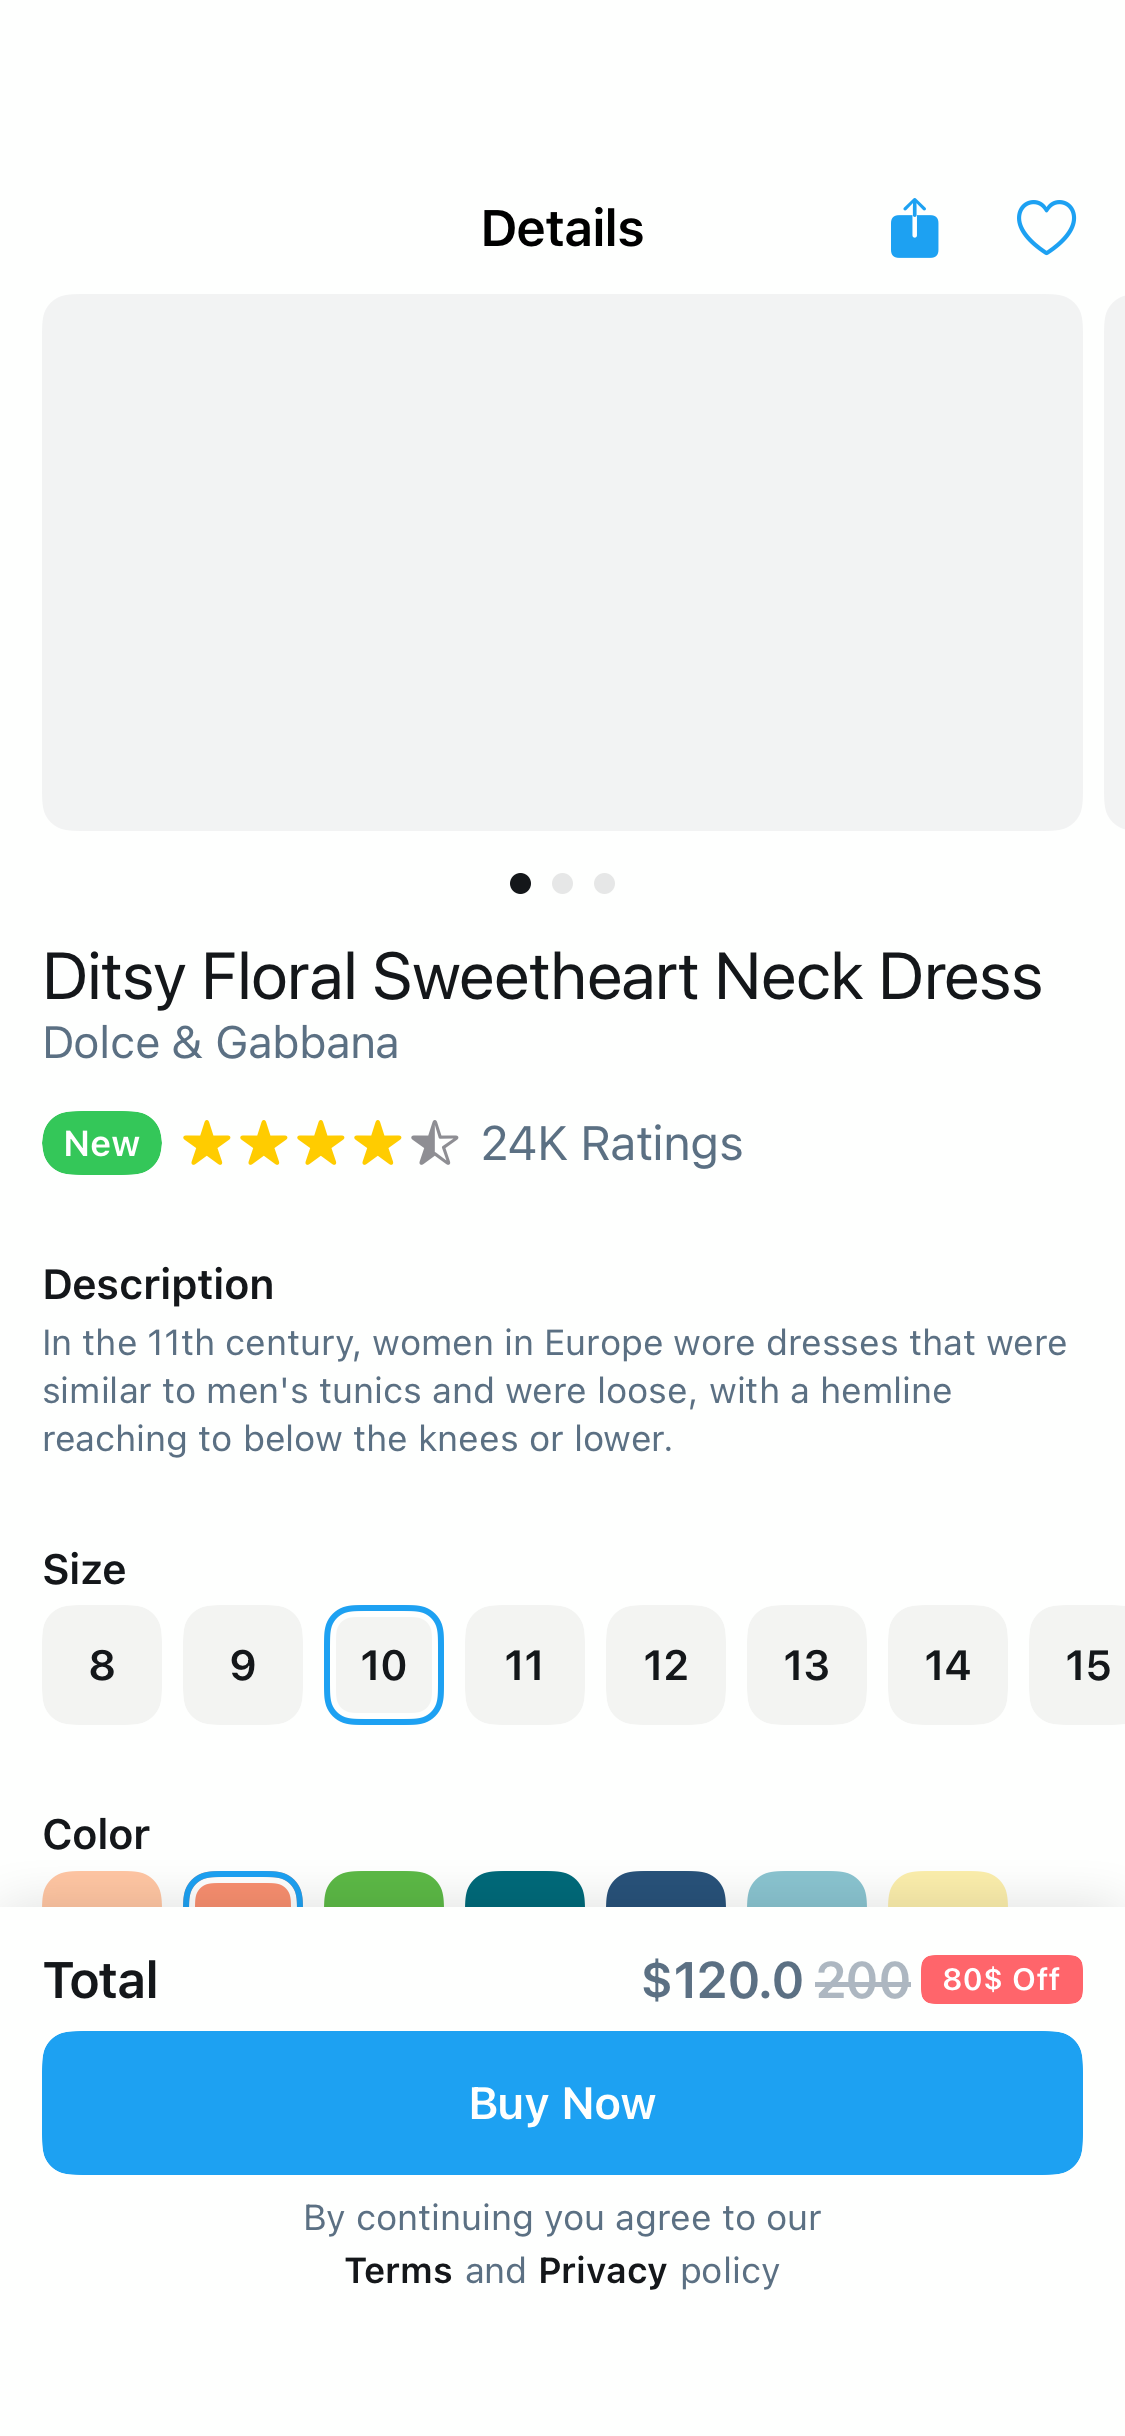 Details
Ditsy Floral Sweetheart Neck Dress
Dolce & Gabbana
New 24K Ratings
Description
In the 11th century, women in Europe wore dresses that were
similar to men's tunics and were loose, with a hemline
reaching to below the knees or lower.
Size
8 9 10 11 12 13 14 15
Color
Total $120.0 200 80$ Off
Buy Now
By continuing you agree to our
Terms and Privacy policy